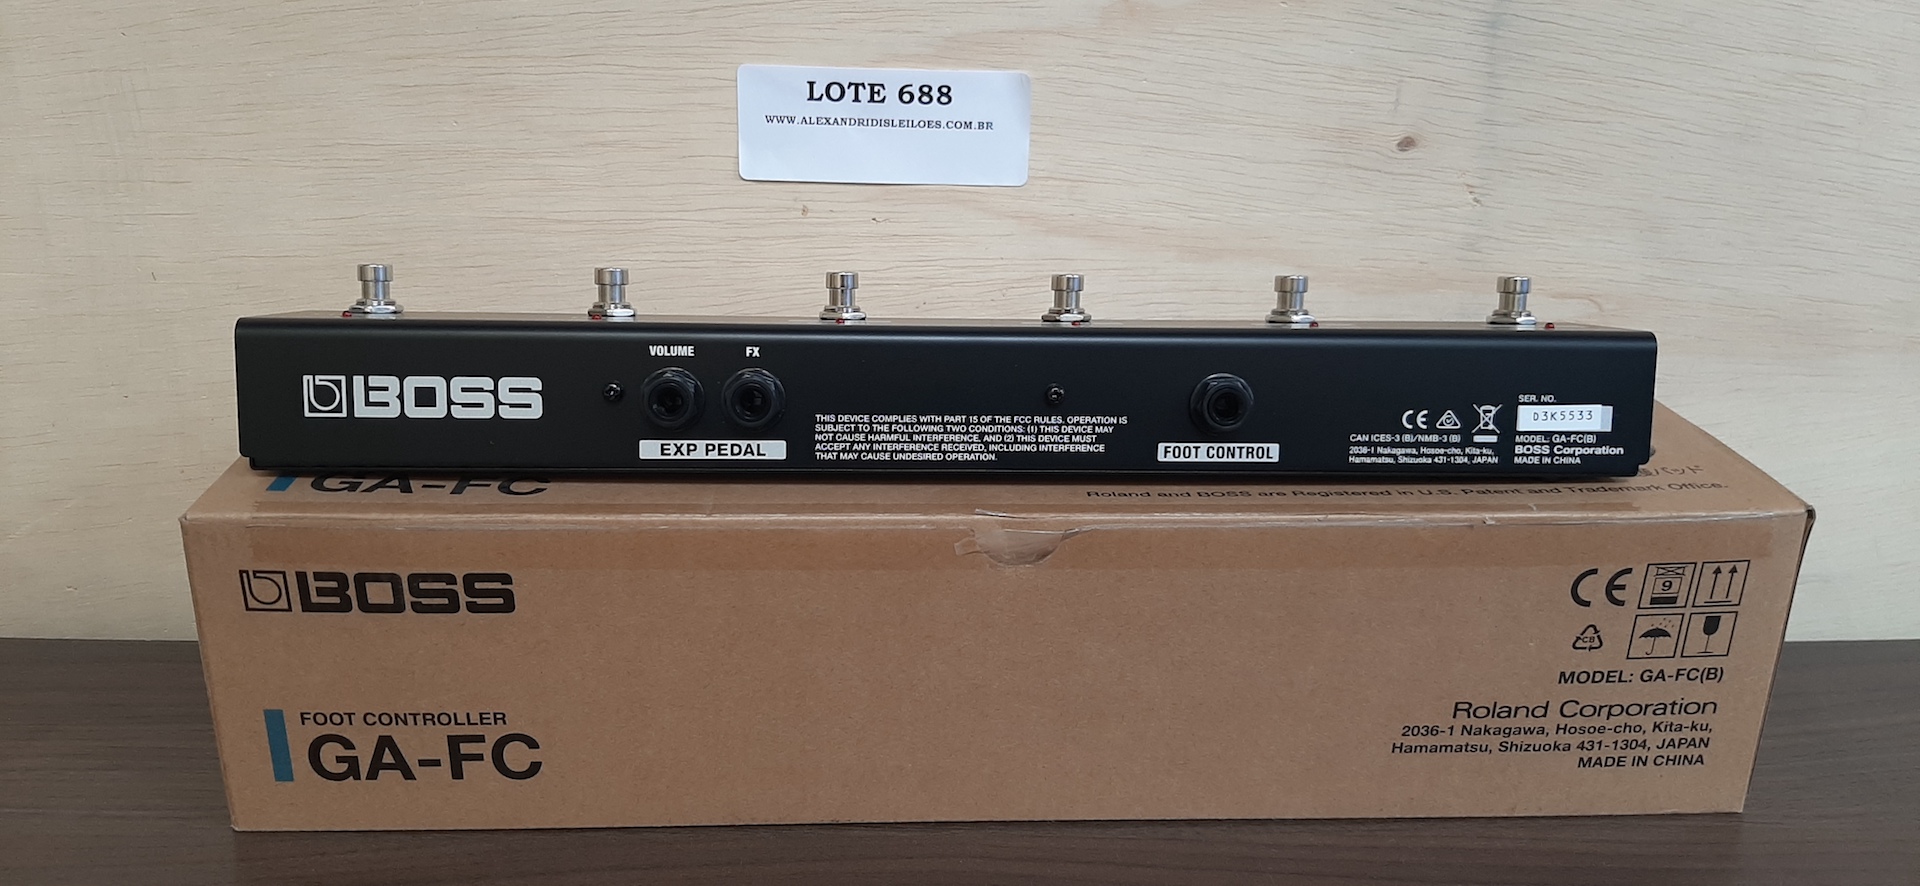 LOTE 688
WWW.ALEXANDRIDISLEILOES.COM.BR
BOSS
VOLUME FX
EXP PEDAL
THIS DEVICE COMPLIES WITH PART 15 OF THE FCC RULES. OPERATION IS
SUBJECT TO THE FOLLOWING TWO CONDITIONS: (1) THIS DEVICE MAY
NOT CAUSE HARMFUL INTERFERENCE, AND (2) THIS DEVICE MUST
ACCEPT ANY INTERFERENCE RECEIVED, INCLUDING INTERFERENCE
THAT MAY CAUSE UNDESIRED OPERATION.
FOOT CONTROL
CE
CAN ICES-3 (B)/NMB-3 (B)
2036-1 Nakagawa, Hosoe-cho, Kita-ku,
Hamamatsu, Shizuoka 431-1304, JAPAN
SER. NO.
D3K5533
MODEL: GA-FC(B)
BOSS Corporation
MADE IN CHINA
GA-FC
Roland and BOSS are Registered in U.S. Patent and Trademark Office.
BOSS
FOOT CONTROLLER
GA-FC
CE
9
CB
MODEL: GA-FC(B)
Roland Corporation
2036-1 Nakagawa, Hosoe-cho, Kita-ku,
Hamamatsu, Shizuoka 431-1304, JAPAN
MADE IN CHINA